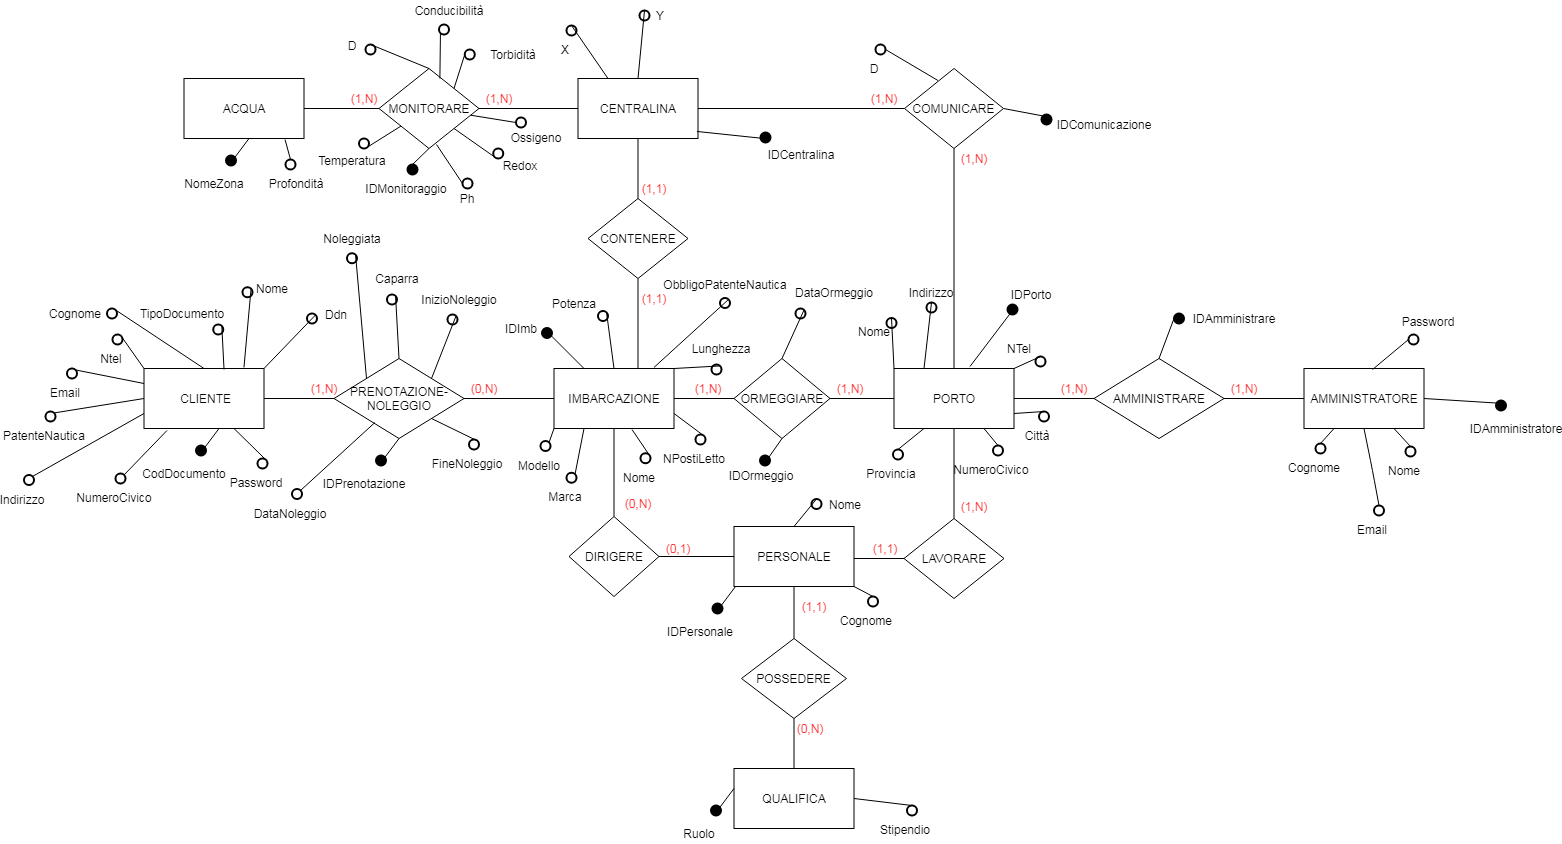 Conducibilità
Y
D
X
Torbidità
D
(1,N)
(1,N)
(1,N)
ACQUA
MONITORARE
CENTRALINA
COMUNICARE
IDComunicazione
Ossigeno
IDCentralina
Temperatura
Redox
(1,N)
NomeZona
Profondità
IDMonitoraggio
Ph
(1,1)
Noleggiata
CONTENERE
Caparra
ObbligoPatenteNautica
Nome
InizioNoleggio
(1,1)
DataOrmeggio
Indirizzo
IDPorto
Cognome
TipoDocumento
Ddn
Potenza
IDImb
Nome
IDAmministrare
Password
Ntel
Lunghezza
NTel
Email
(1,N)
(0,N)
(1,N)
(1,N)
(1,N)
(1,N)
CLIENTE
PRENOTAZIONE-
NOLEGGIO
IMBARCAZIONE
ORMEGGIARE
PORTO
AMMINISTRARE
AMMINISTRATORE
PatenteNautica
Città
IDAmministratore
CodDocumento
Password
IDPrenotazione
FineNoleggio
Modello
NPostiLetto
IDOrmeggio
Provincia
NumeroCivico
Cognome
Nome
Indirizzo
NumeroCivico
DataNoleggio
Marca
Nome
(0,N)
Nome
(1,N)
Email
(0,1)
(1,1)
DIRIGERE
PERSONALE
LAVORARE
(1,1)
IDPersonale
Cognome
POSSEDERE
(0,N)
QUALIFICA
Ruolo
Stipendio